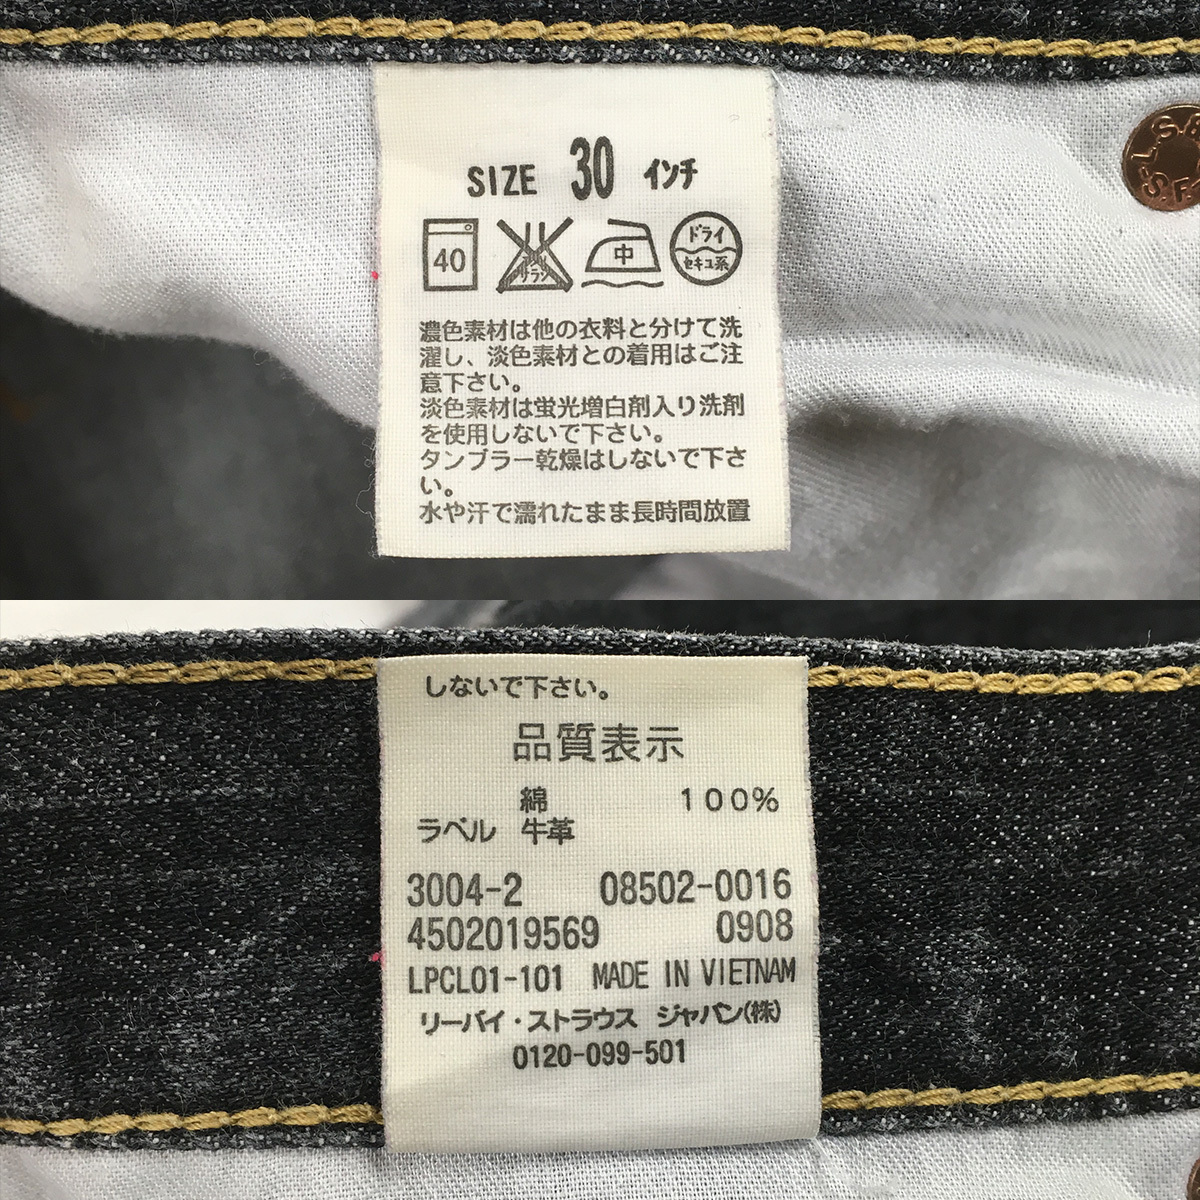 SIZE 30 インチ
40 サラシ 中 ドライ セキユ系
濃色素材は他の衣料と分けて洗
濯し、淡色素材との着用はご注
意下さい。
淡色素材は蛍光増白剤入り洗剤
を使用しないで下さい。
タンブラー乾燥はしないで下さ
い。
水や汗で濡れたまま長時間放置
しないで下さい。
品質表示
綿 100%
ラベル 牛革
3004-2 08502-0016
4502019569 0908
LPCL01-101 MADE IN VIETNAM
リーバイ・ストラウス ジャパン(株)
0120-099-501